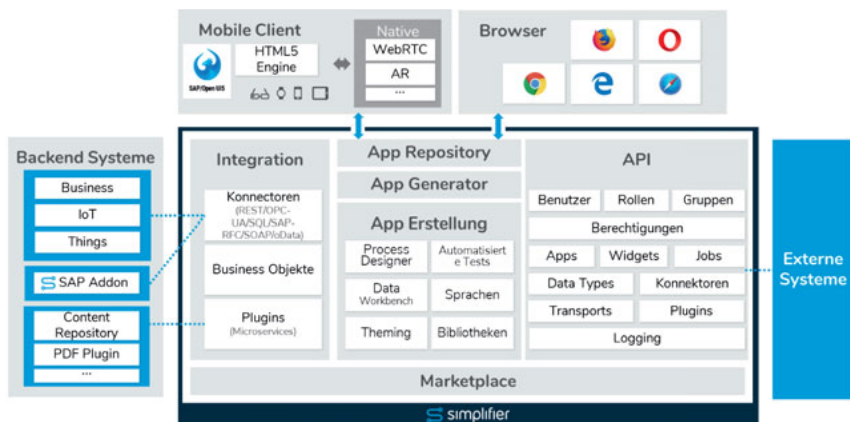 Mobile Client
SAP/Open UI5
HTML5
Engine
Native
WebRTC
AR
...
Browser
Backend Systeme
Business
IoT
Things
SAP Addon
Content
Repository
PDF Plugin
...
Integration
Konnektoren
(REST/OPC-
UA/SQL/SAP-
RFC/SOAP/oData)
Business Objekte
Plugins
(Microservices)
App Repository
App Generator
App Erstellung
Process
Designer
Automatisiert
e Tests
Data
Workbench
Sprachen
Theming
Bibliotheken
API
Benutzer
Rollen
Gruppen
Berechtigungen
Apps
Widgets
Jobs
Data Types
Konnektoren
Transports
Plugins
Logging
Externe
Systeme
Marketplace
simplifier